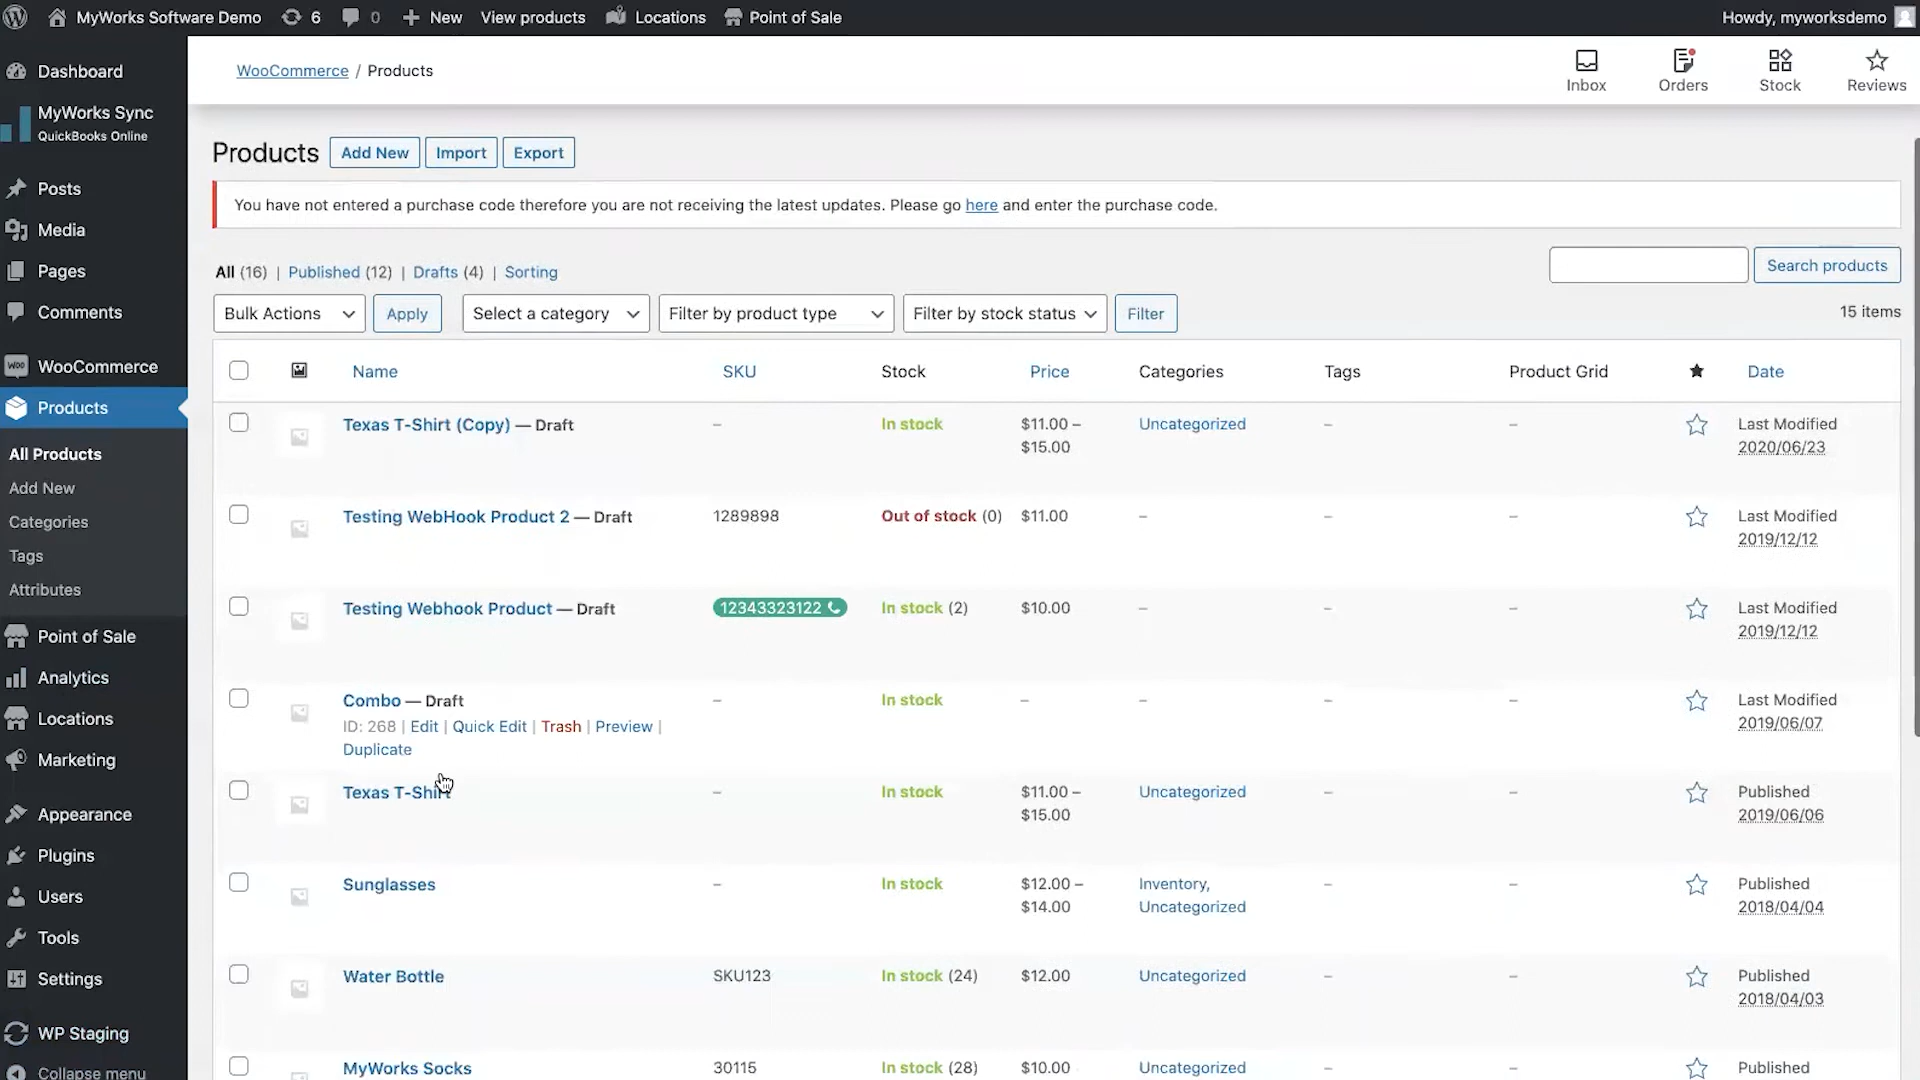 MyWorks Software Demo 6 0 New View products Locations Point of Sale Howdy, myworksdemo
Dashboard
MyWorks Sync
QuickBooks Online
Posts
Media
Pages
Comments
WooCommerce
Products
All Products
Add New
Categories
Tags
Attributes
Point of Sale
Analytics
Locations
Marketing
Appearance
Plugins
Users
Tools
Settings
WP Staging
Collapse menu
WooCommerce / Products
Inbox Orders Stock Reviews
Products Add New Import Export
You have not entered a purchase code therefore you are not receiving the latest updates. Please go here and enter the purchase code.
All (16) | Published (12) | Drafts (4) | Sorting
Search products
Bulk Actions Apply Select a category Filter by product type Filter by stock status Filter 15 items
Name SKU Stock Price Categories Tags Product Grid Date
Texas T-Shirt (Copy) — Draft – In stock $11.00 – Uncategorized – – Last Modified
$15.00 2020/06/23
Testing WebHook Product 2 — Draft 1289898 Out of stock (0) $11.00 – – – Last Modified
2019/12/12
Testing Webhook Product — Draft 12343323122 In stock (2) $10.00 – – – Last Modified
2019/12/12
Combo — Draft – In stock – – – – Last Modified
ID: 268 | Edit | Quick Edit | Trash | Preview | 2019/06/07
Duplicate
Texas T-Shirt – In stock $11.00 – Uncategorized – – Published
$15.00 2019/06/06
Sunglasses – In stock $12.00 – Inventory, – – Published
$14.00 Uncategorized 2018/04/04
Water Bottle SKU123 In stock (24) $12.00 Uncategorized – – Published
2018/04/03
MyWorks Socks 30115 In stock (28) $10.00 Uncategorized – – Published